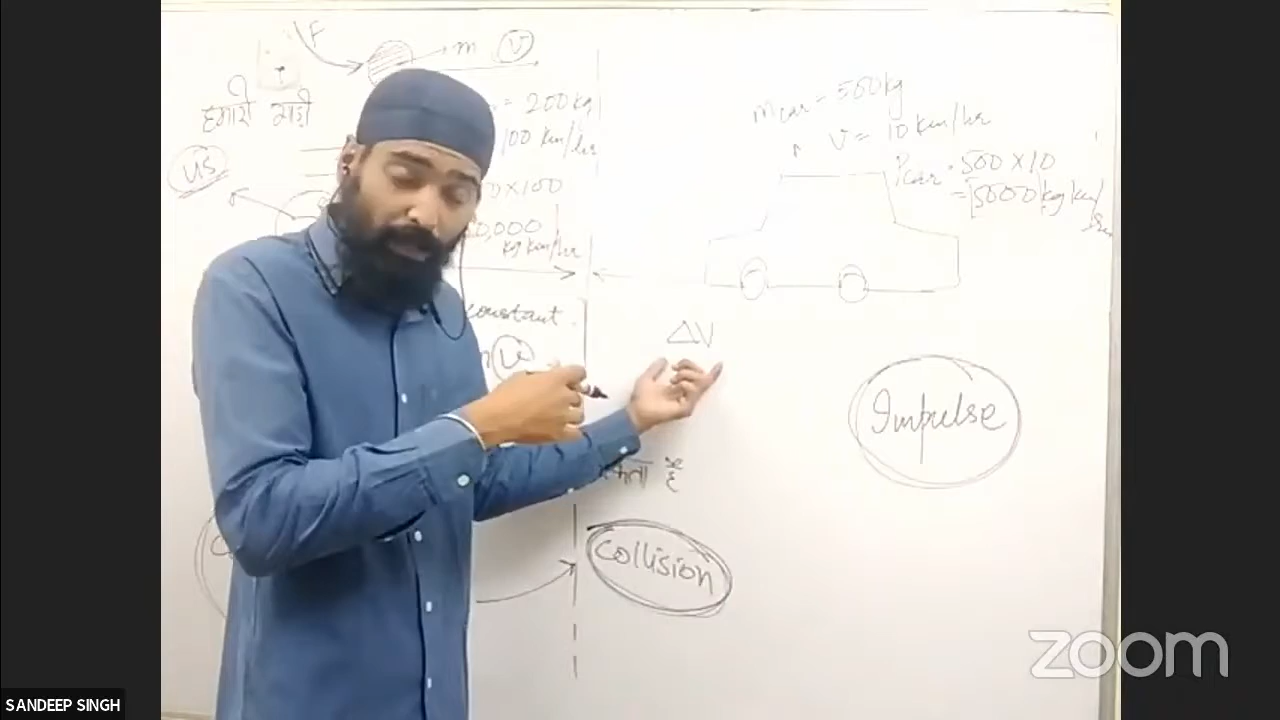 F
m
V
हमारी गाड़ी
= 200 kg
100 km/hr
US
0 × 100
0,000
kg km/hr
constant.
m car = 500 kg
V = 10 km/hr
P car = 500 × 10
= 5000 kg km/hr
ΔV
Impulse
है
Collision
zoom
SANDEEP SINGH